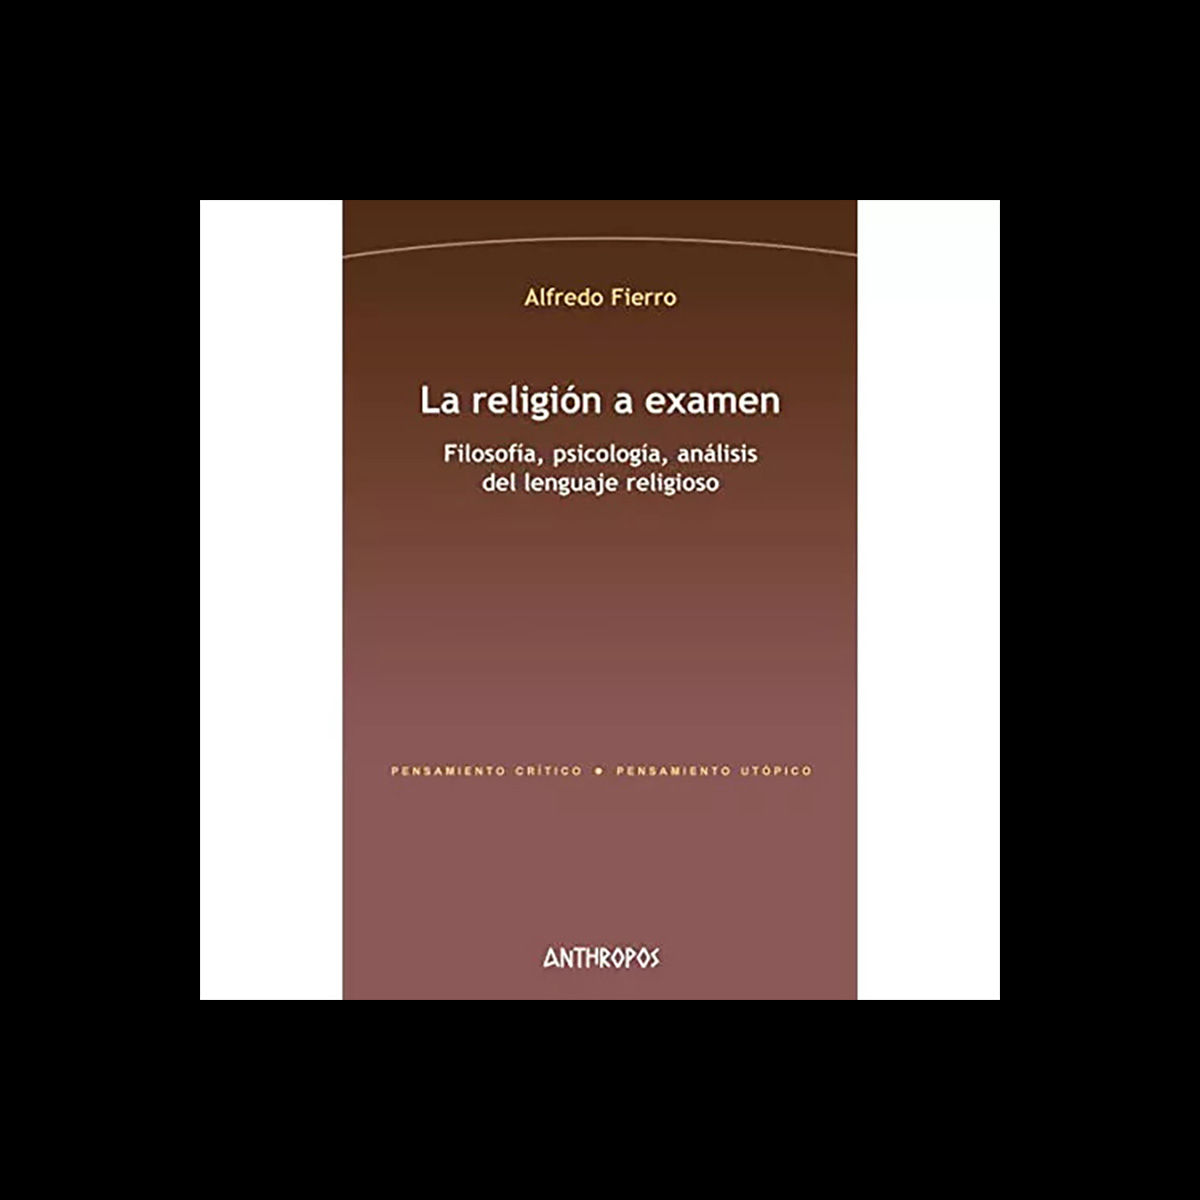 Alfredo Fierro
La religión a examen
Filosofía, psicología, análisis
del lenguaje religioso
PENSAMIENTO CRÍTICO • PENSAMIENTO UTÓPICO
ANTHROPOS